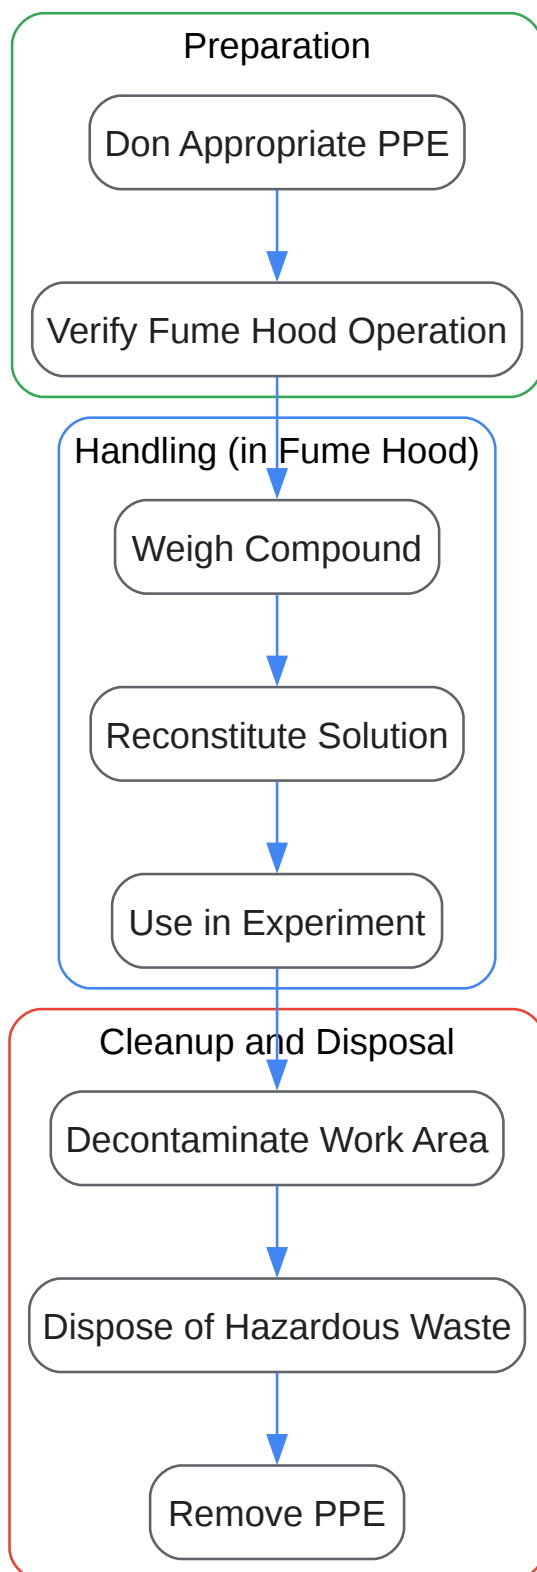 Preparation
Don Appropriate PPE
Verify Fume Hood Operation
Handling (in Fume Hood)
Weigh Compound
Reconstitute Solution
Use in Experiment
Cleanup and Disposal
Decontaminate Work Area
Dispose of Hazardous Waste
Remove PPE